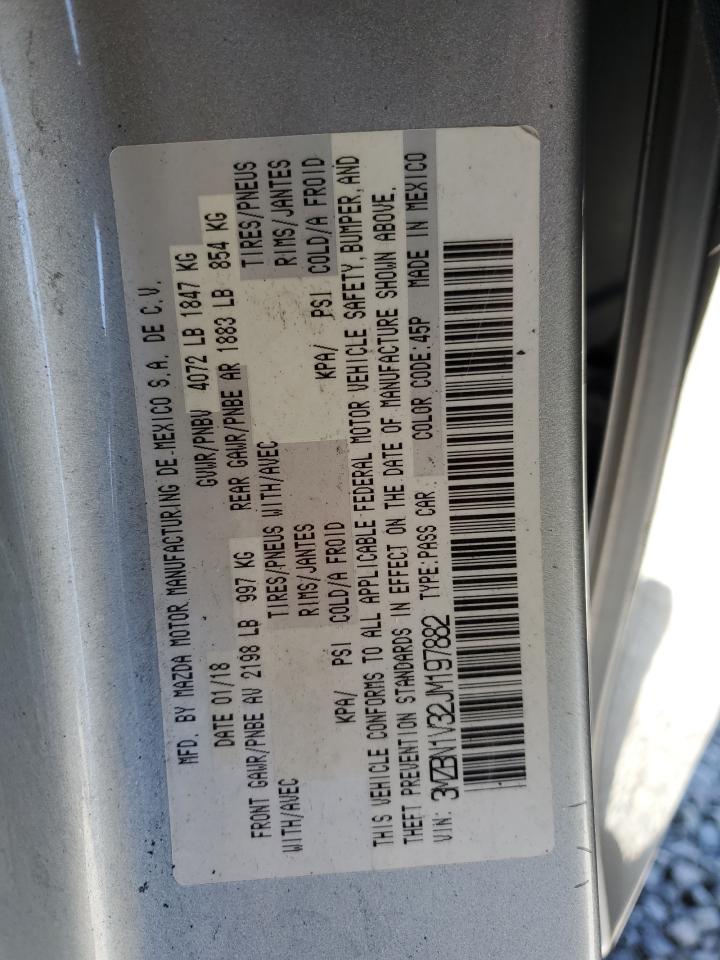 MFD. BY MAZDA MOTOR MANUFACTURING DE MEXICO S.A. DE C.V.
DATE 01/18 GVWR/PNBV 4072 LB 1847 KG
FRONT GAWR/PNBE AV 2198 LB 997 KG REAR GAWR/PNBE AR 1883 LB 854 KG
TIRES/PNEUS WITH/AVEC TIRES/PNEUS
WITH/AVEC RIMS/JANTES RIMS/JANTES
KPA/ PSI COLD/A FROID KPA/ PSI COLD/A FROID
THIS VEHICLE CONFORMS TO ALL APPLICABLE FEDERAL MOTOR VEHICLE SAFETY, BUMPER, AND
THEFT PREVENTION STANDARDS IN EFFECT ON THE DATE OF MANUFACTURE SHOWN ABOVE.
VIN: 3MZBN1V32JM197882 TYPE:PASS CAR COLOR CODE:45P MADE IN MEXICO